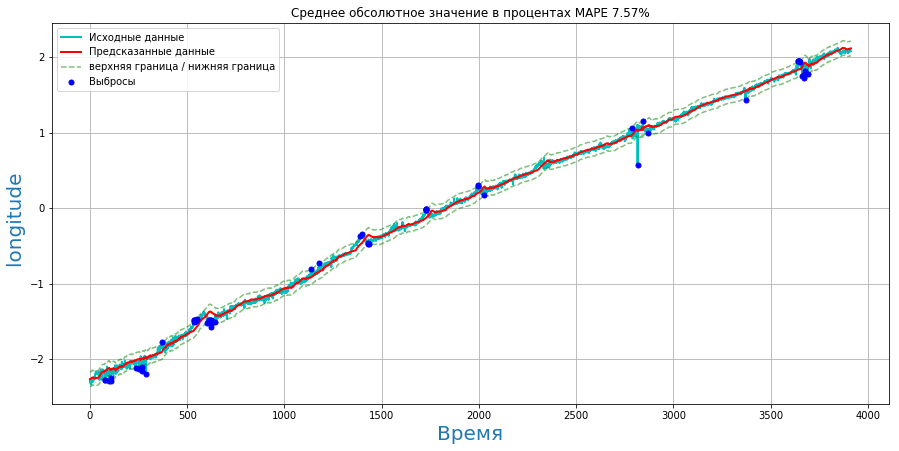 Среднее обсолютное значение в процентах MAPE 7.57%
Исходные данные
Предсказанные данные
верхняя граница / нижняя граница
Выбросы
longitude
2
1
0
−1
−2
0 500 1000 1500 2000 2500 3000 3500 4000
Время